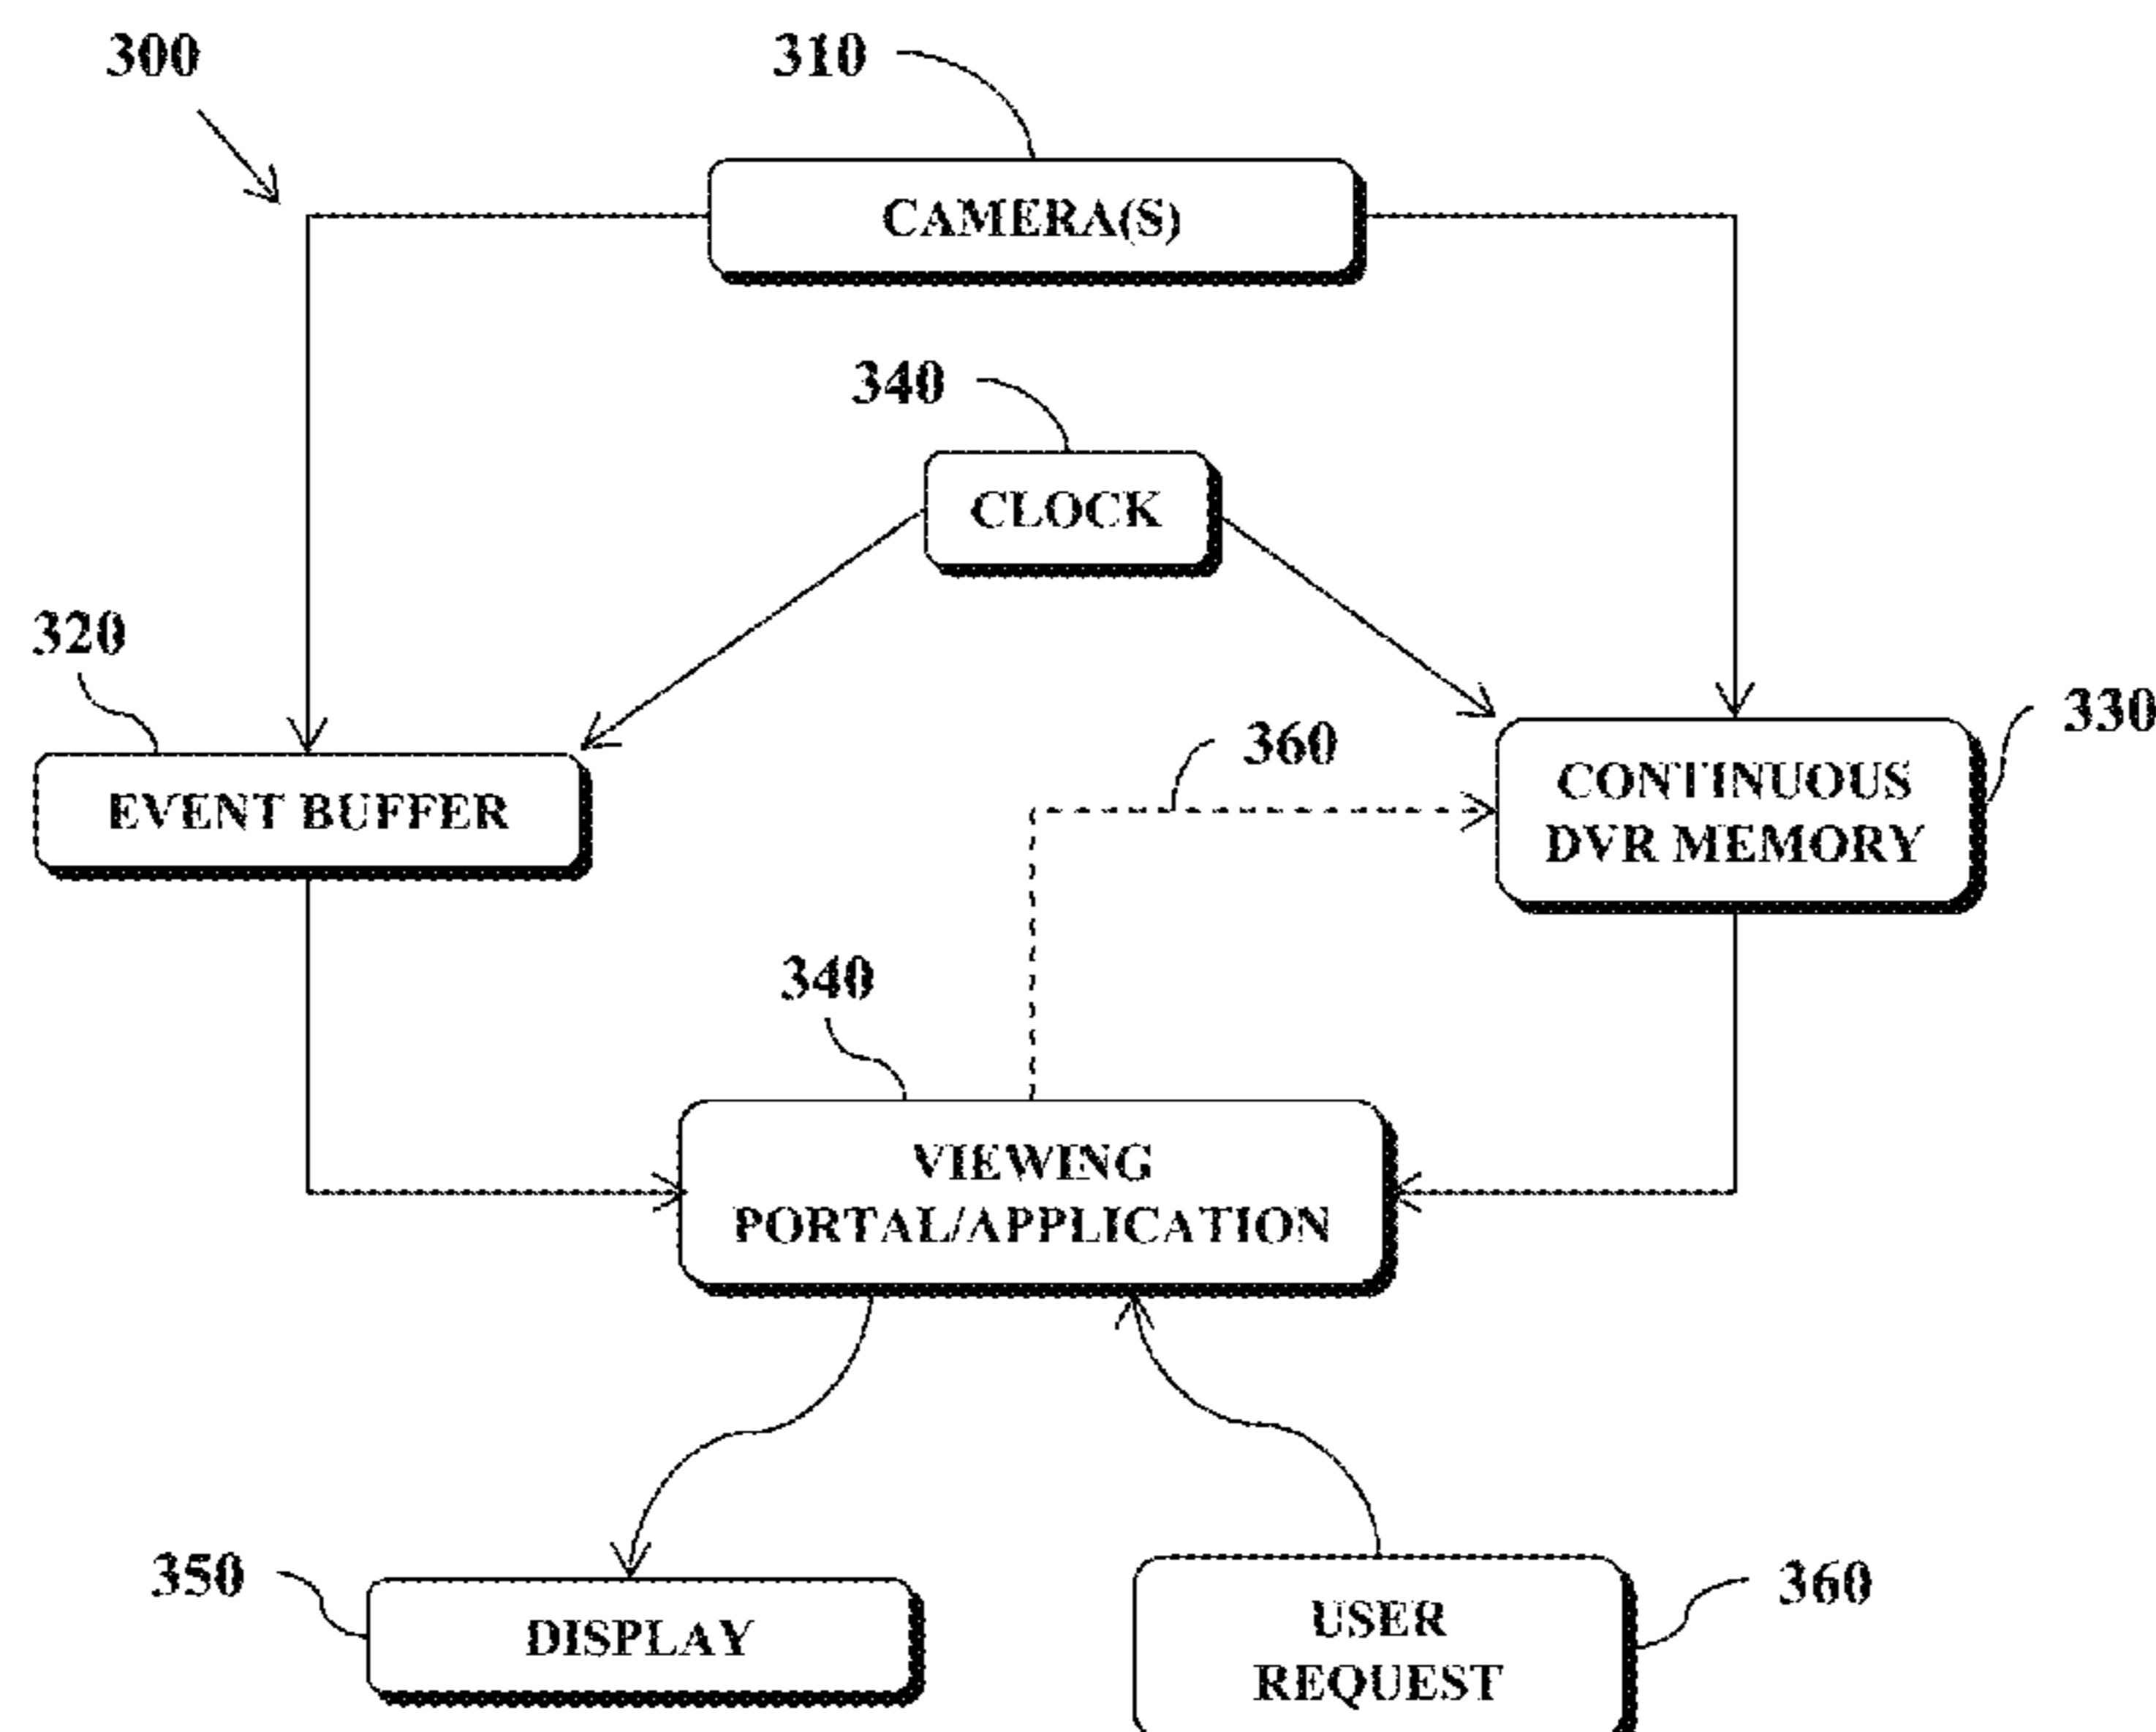 300
310
CAMERA(S)
340
CLOCK
320
EVENT BUFFER
360
330
CONTINUOUS
DVR MEMORY
340
VIEWING
PORTAL/APPLICATION
350
DISPLAY
360
USER
REQUEST